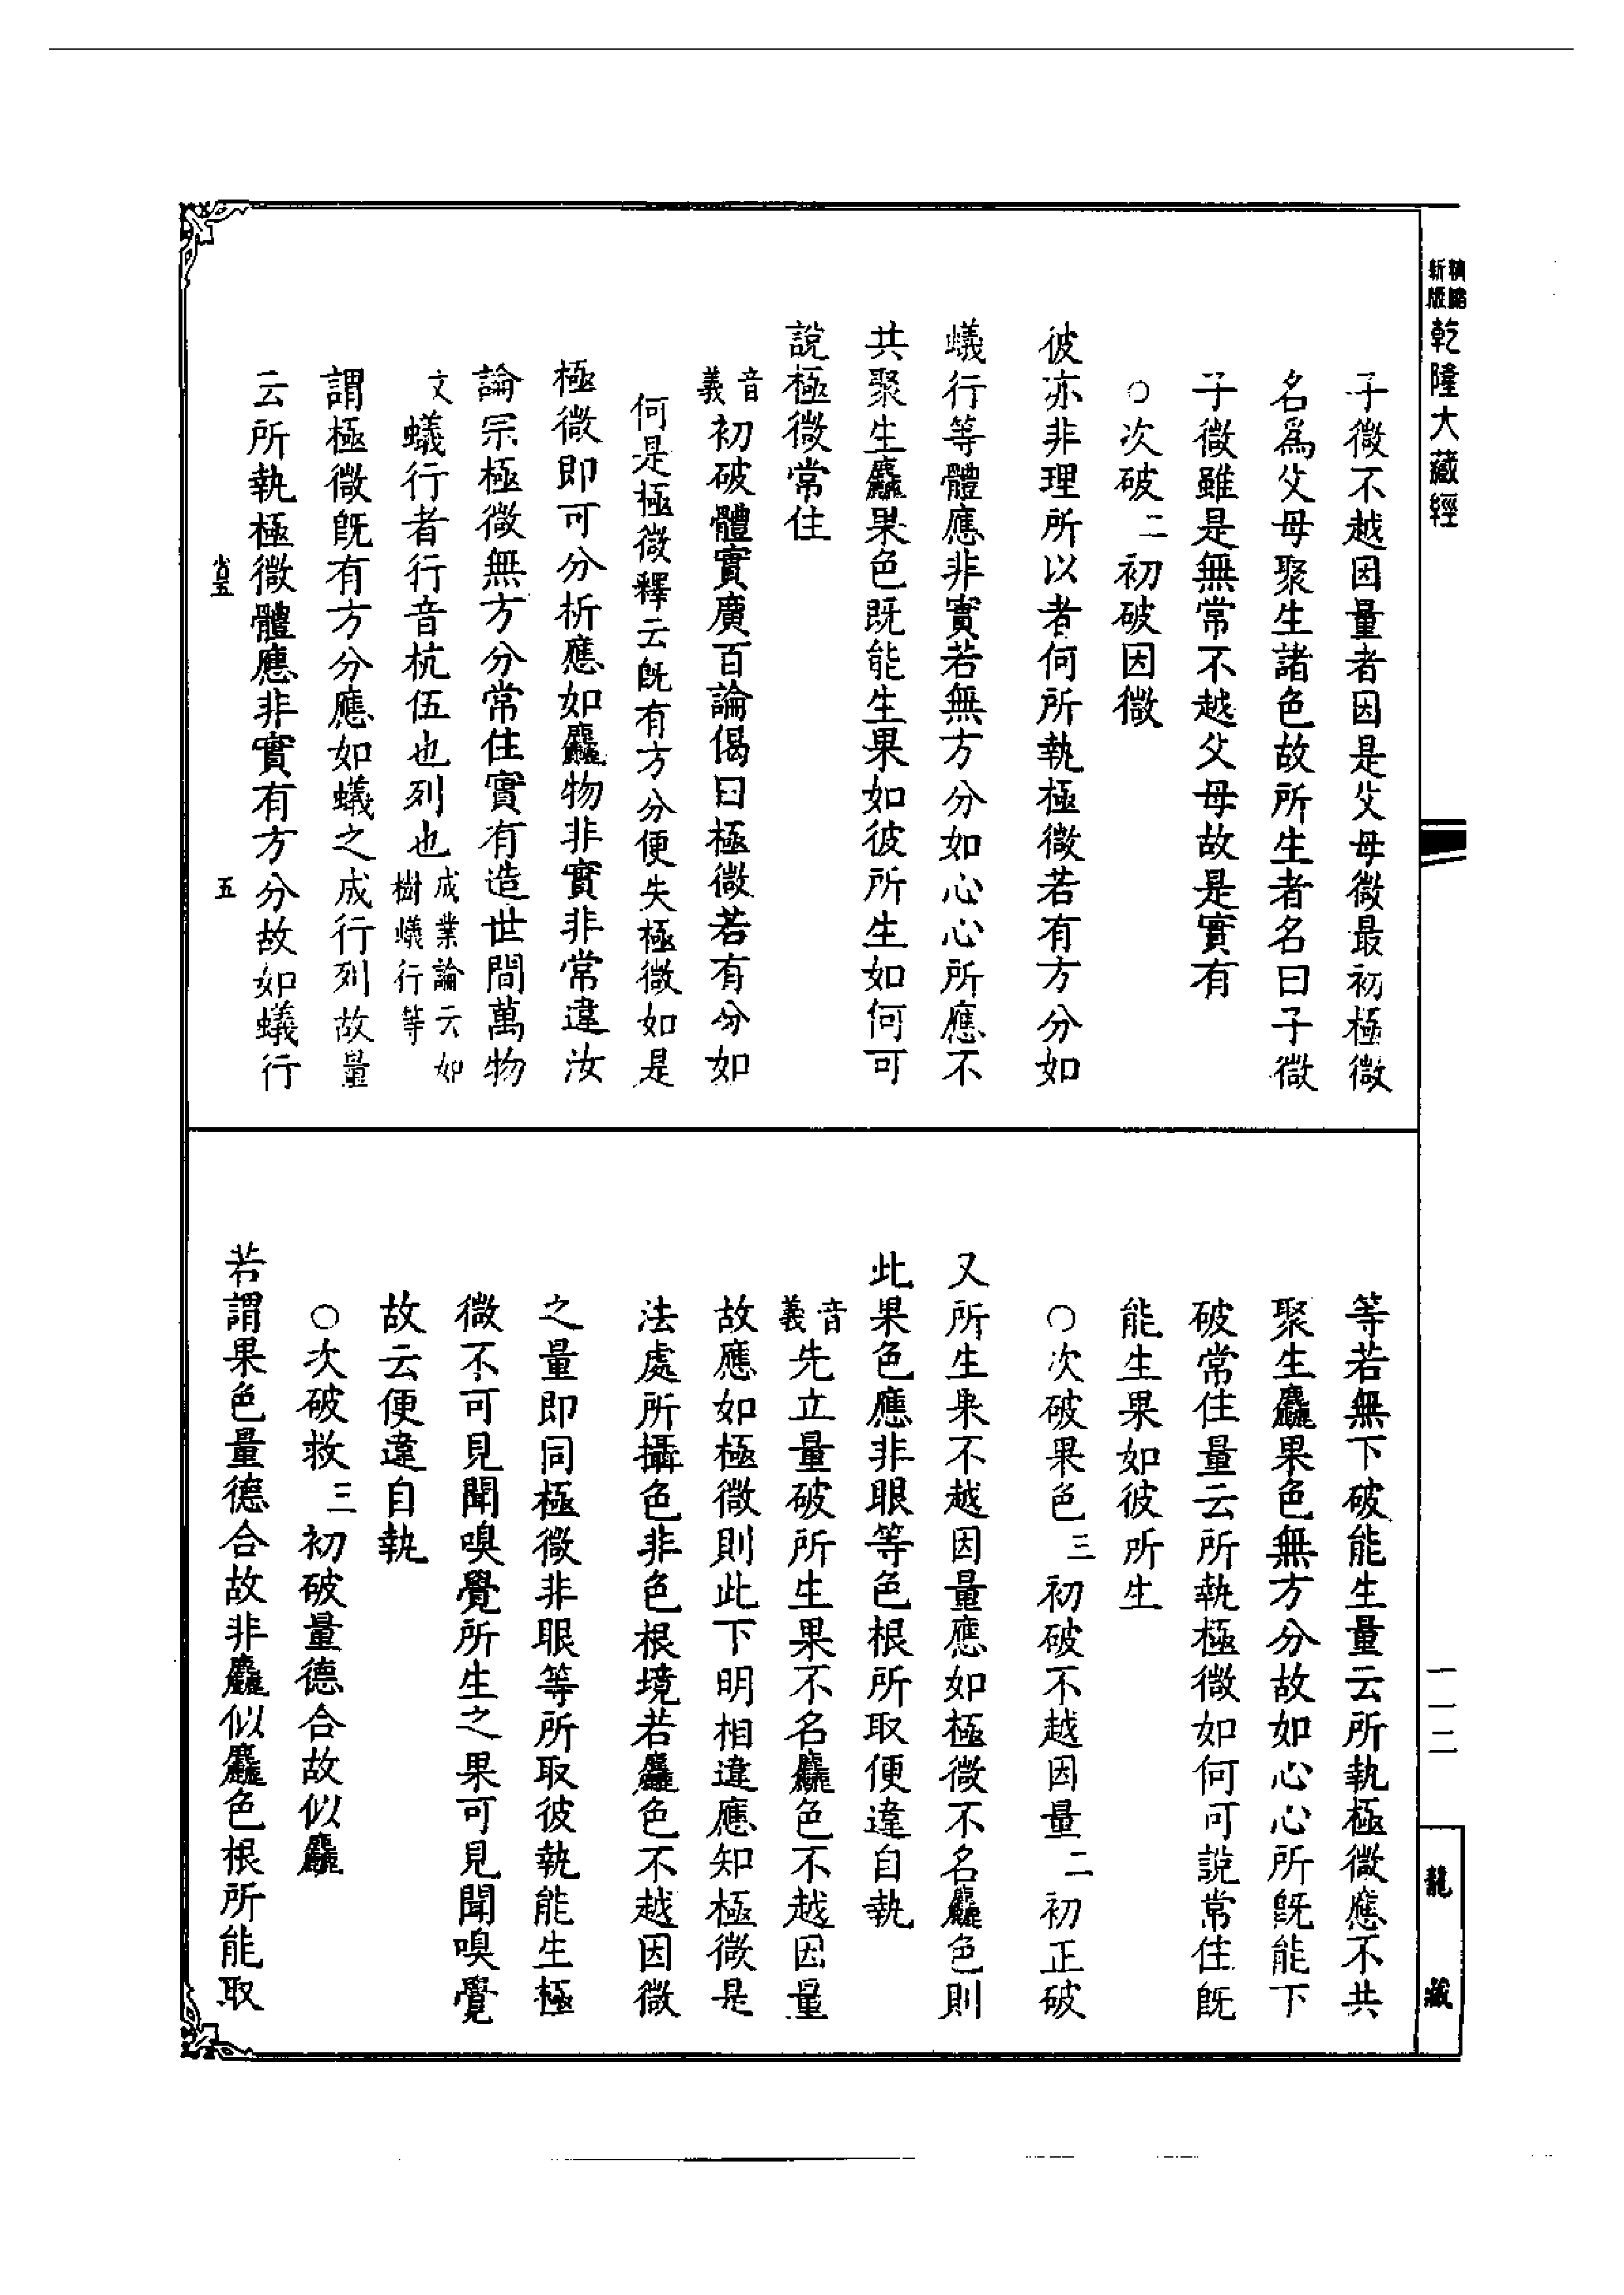 精縮新版乾隆大藏經
子微不越因量者因是父母微最初極微
名爲父母聚生諸色故所生者名曰子微
子微雖是無常不越父母故是實有
○次破二初破因微
彼亦非理所以者何所執極微若有方分如
蟻行等體應非實若無方分如心心所應不
共聚生麤果色既能生果如彼所生如何可
說極微常住
音義初破體實廣百論偈曰極微若有分如
何是極微釋云旣有方分便失極微如是
極微即可分析應如麤物非實非常違汝
論宗極微無方分常住實有造世間萬物
文蟻行者行音杭伍也列也成業論云如樹蟻行等
謂極微旣有方分應如蟻之成行列故量
云所執極微體應非實有方分故如蟻行
五
等若無下破能生量云所執極微應不共
聚生麤果色無方分故如心心所旣能下
破常住量云所執極微如何可說常住旣
能生果如彼所生
○次破果色三初破不越因量二初正破
又所生果不越因量應如極微不名麤色則
此果色應非眼等色根所取便違自執
音義先立量破所生果不名麤色不越因量
故應如極微則此下明相違應知極微是
法處所攝色非色根境若麤色不越因微
之量即同極微非眼等所取彼執能生極
微不可見聞嗅覺所生之果可見聞嗅覺
故云便違自執
○次破救三初破量德合故似麤
若謂果色量德合故非麤似麤色根所能取
一一二
龍藏